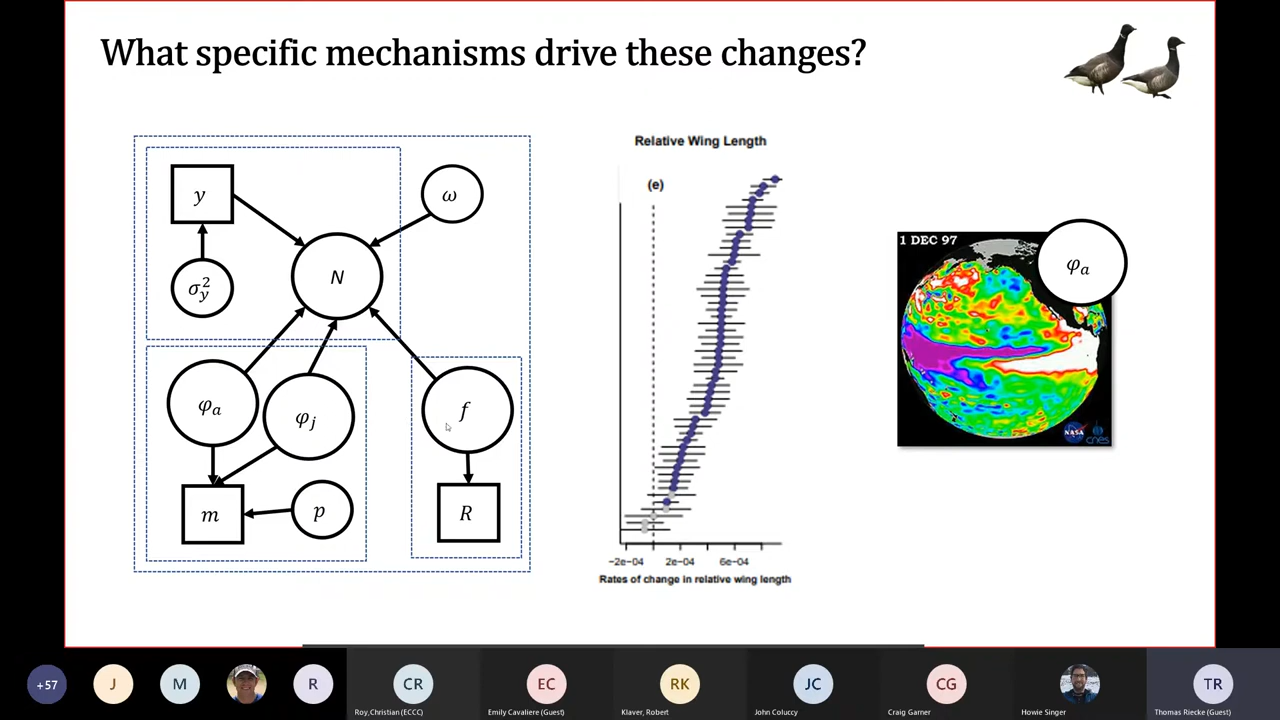 What specific mechanisms drive these changes?
y
ω
σ²y
N
φa
φj
f
m
p
R
Relative Wing Length
(e)
−2e−04
2e−04
6e−04
Rates of change in relative wing length
1 DEC 97
φa
NASA
cnes
+57
J
M
R
CR
EC
RK
JC
CG
TR
Roy,Christian (ECCC)
Emily Cavaliere (Guest)
Klaver, Robert
John Coluccy
Craig Garner
Howie Singer
Thomas Riecke (Guest)